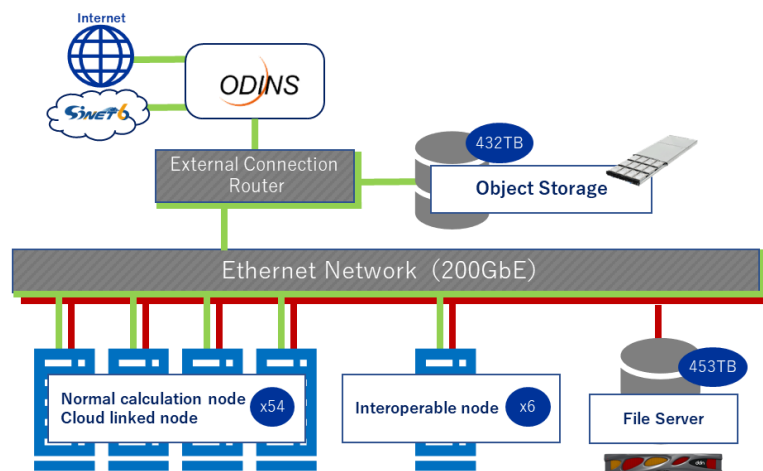 Internet
ODINS
SINET6
432TB
External Connection
Router
Object Storage
Ethernet Network（200GbE）
453TB
Normal calculation node
Cloud linked node
x54
Interoperable node
x6
File Server
ddn